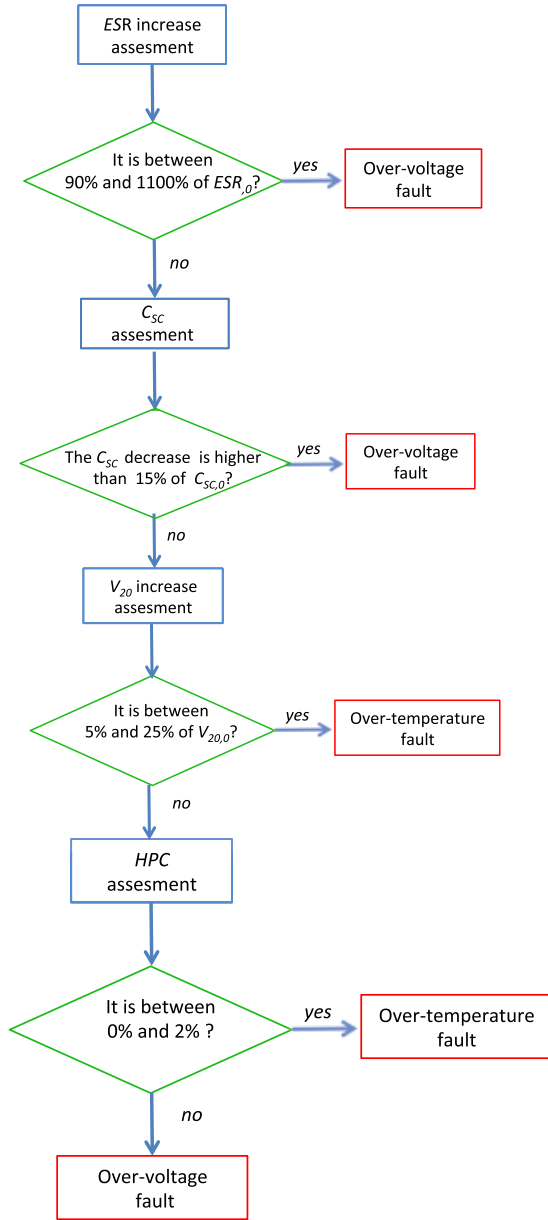 ESR increase
assesment
It is between
90% and 1100% of ESR,0?
yes
Over-voltage
fault
no
CSC
assesment
The CSC decrease is higher
than 15% of CSC,0?
yes
Over-voltage
fault
no
V20 increase
assesment
It is between
5% and 25% of V20,0?
yes
Over-temperature
fault
no
HPC
assesment
It is between
0% and 2% ?
yes
Over-temperature
fault
no
Over-voltage
fault